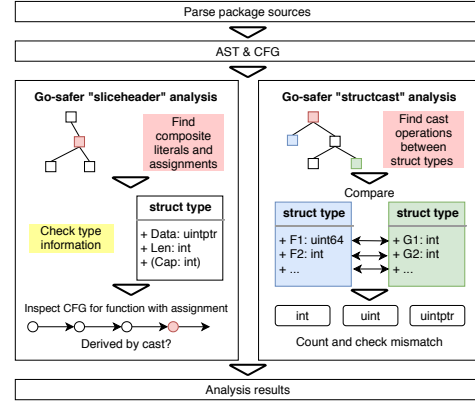 Parse package sources
AST & CFG
Go-safer "sliceheader" analysis
Find
composite
literals and
assignments
Check type
information
struct type
+ Data: uintptr
+ Len: int
+ (Cap: int)
Inspect CFG for function with assignment
Derived by cast?
Go-safer "structcast" analysis
Find cast
operations
between
struct types
Compare
struct type
+ F1: uint64
+ F2: int
+ ...
struct type
+ G1: int
+ G2: int
+ ...
int
uint
uintptr
Count and check mismatch
Analysis results